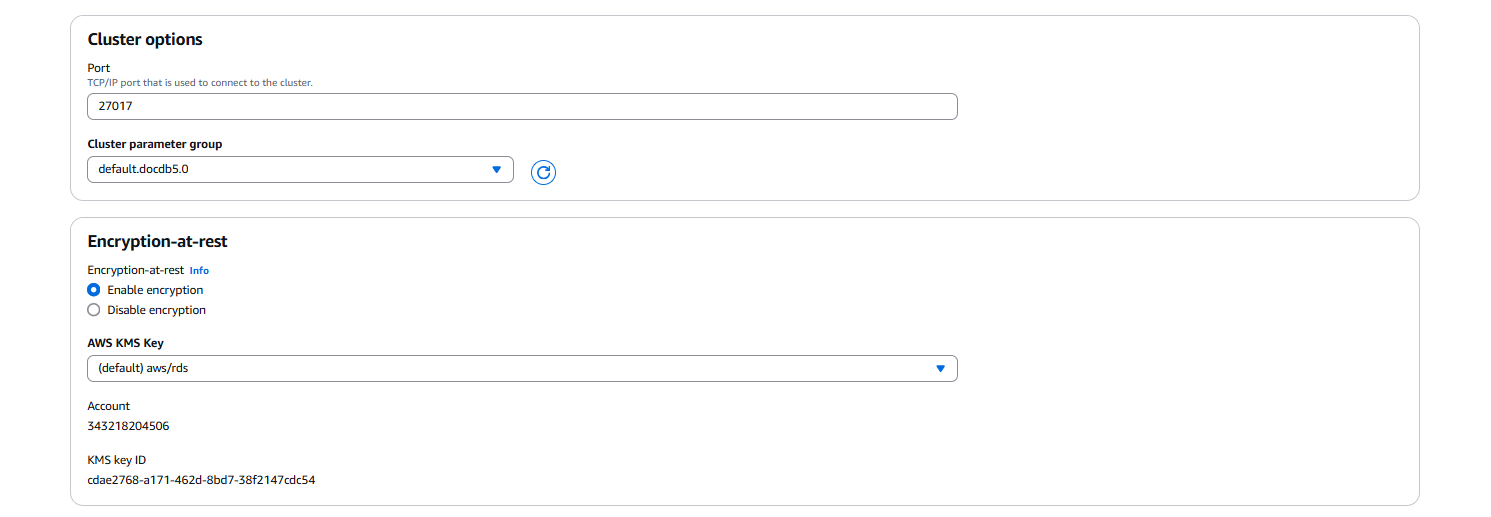 Cluster options
Port
TCP/IP port that is used to connect to the cluster.
27017
Cluster parameter group
default.docdb5.0
Encryption-at-rest
Encryption-at-rest Info
Enable encryption
Disable encryption
AWS KMS Key
(default) aws/rds
Account
343218204506
KMS key ID
cdae2768-a171-462d-8bd7-38f2147cdc54